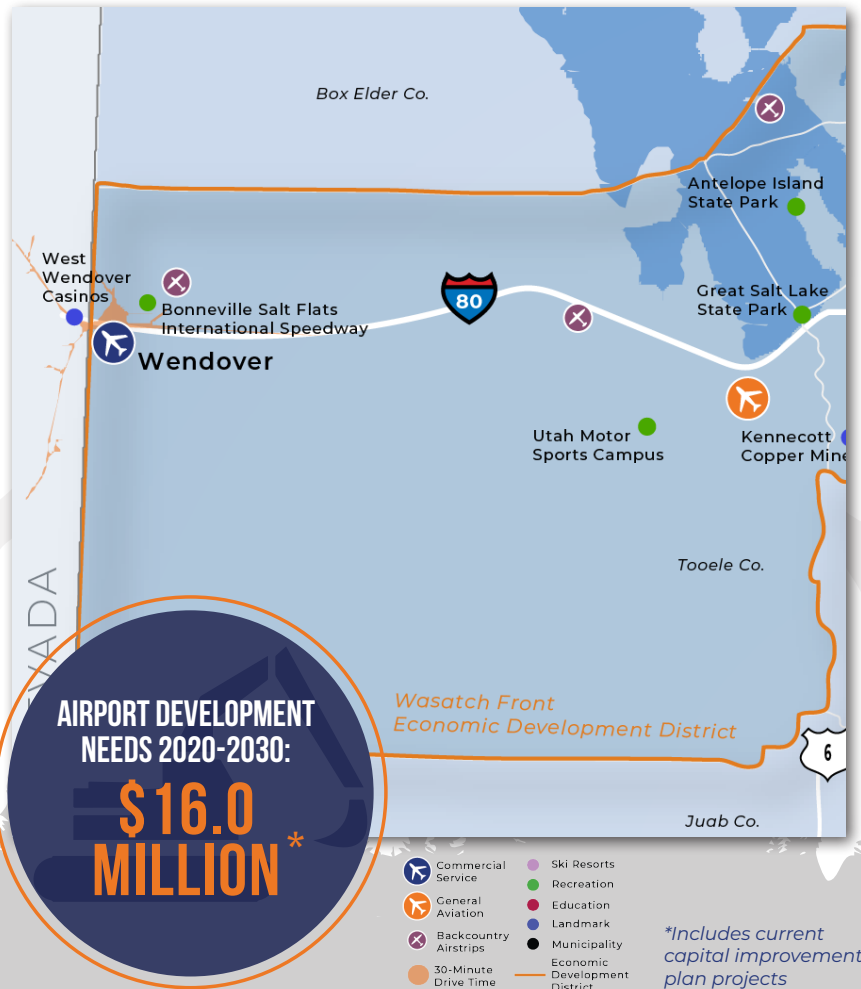 Box Elder Co.
Antelope Island
State Park
West
Wendover
Casinos
Bonneville Salt Flats
International Speedway
80
Great Salt Lake
State Park
Wendover
Utah Motor
Sports Campus
Kennecott
Copper Mine
Tooele Co.
VADA
Wasatch Front
Economic Development District
6
Juab Co.
AIRPORT DEVELOPMENT
NEEDS 2020-2030:
$16.0
MILLION*
Commercial
Service
General
Aviation
Backcountry
Airstrips
30-Minute
Drive Time
Ski Resorts
Recreation
Education
Landmark
Municipality
Economic
Development
District
*Includes current
capital improvement
plan projects